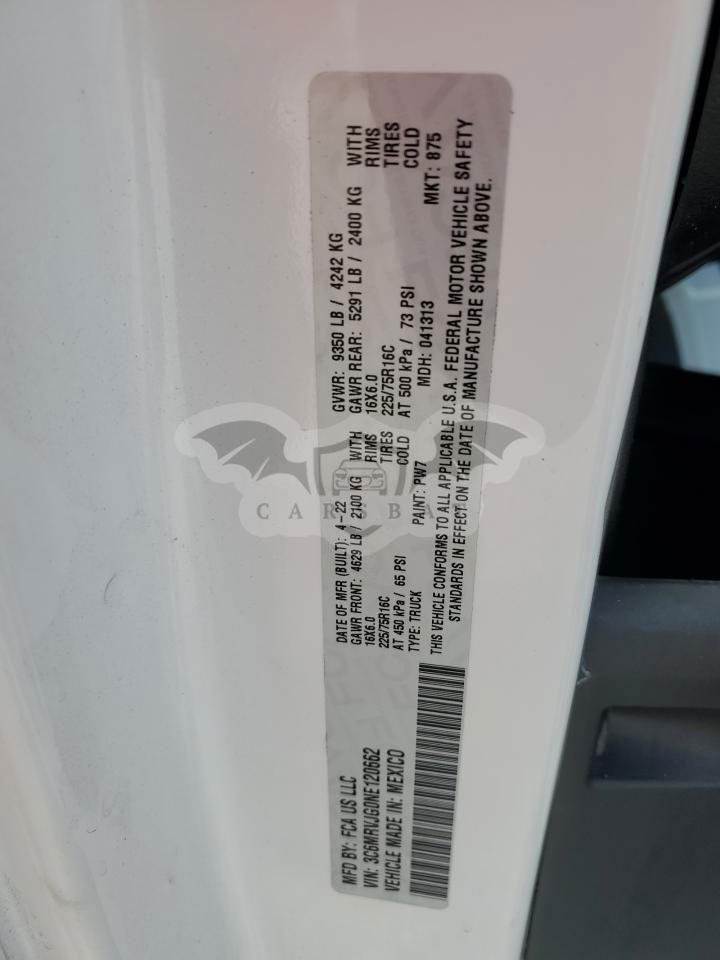 MFD BY: FCA US LLC
VIN: 3C6MRVJG0NE120662
VEHICLE MADE IN: MEXICO
DATE OF MFR (BUILT): 4-22 GVWR: 9350 LB / 4242 KG
GAWR FRONT: 4629 LB / 2100 KG WITH GAWR REAR: 5291 LB / 2400 KG WITH
16X6.0 RIMS 16X6.0 RIMS
225/75R16C TIRES 225/75R16C TIRES
AT 450 kPa / 65 PSI COLD AT 500 kPa / 73 PSI COLD
TYPE: TRUCK PAINT: PW7 MDH: 041313 MKT: 875
THIS VEHICLE CONFORMS TO ALL APPLICABLE U.S.A. FEDERAL MOTOR VEHICLE SAFETY
STANDARDS IN EFFECT ON THE DATE OF MANUFACTURE SHOWN ABOVE.